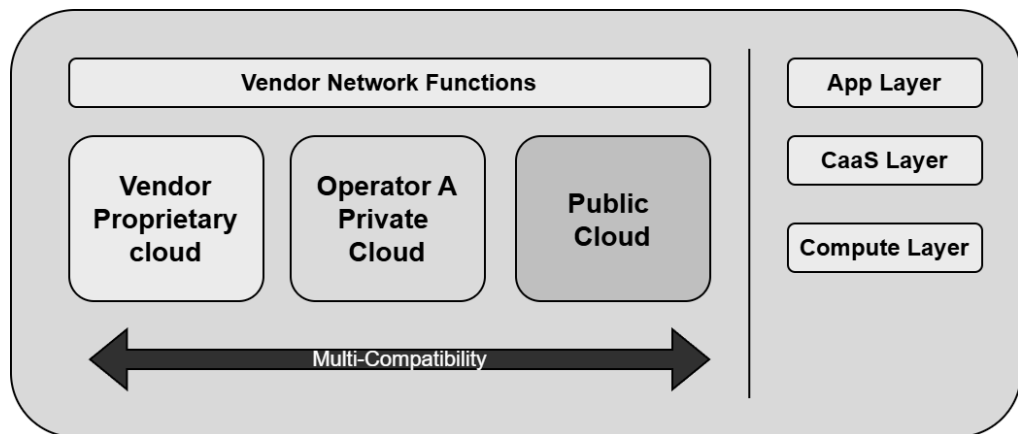 Vendor Network Functions
Vendor
Proprietary
cloud
Operator A
Private
Cloud
Public
Cloud
Multi-Compatibility
App Layer
CaaS Layer
Compute Layer